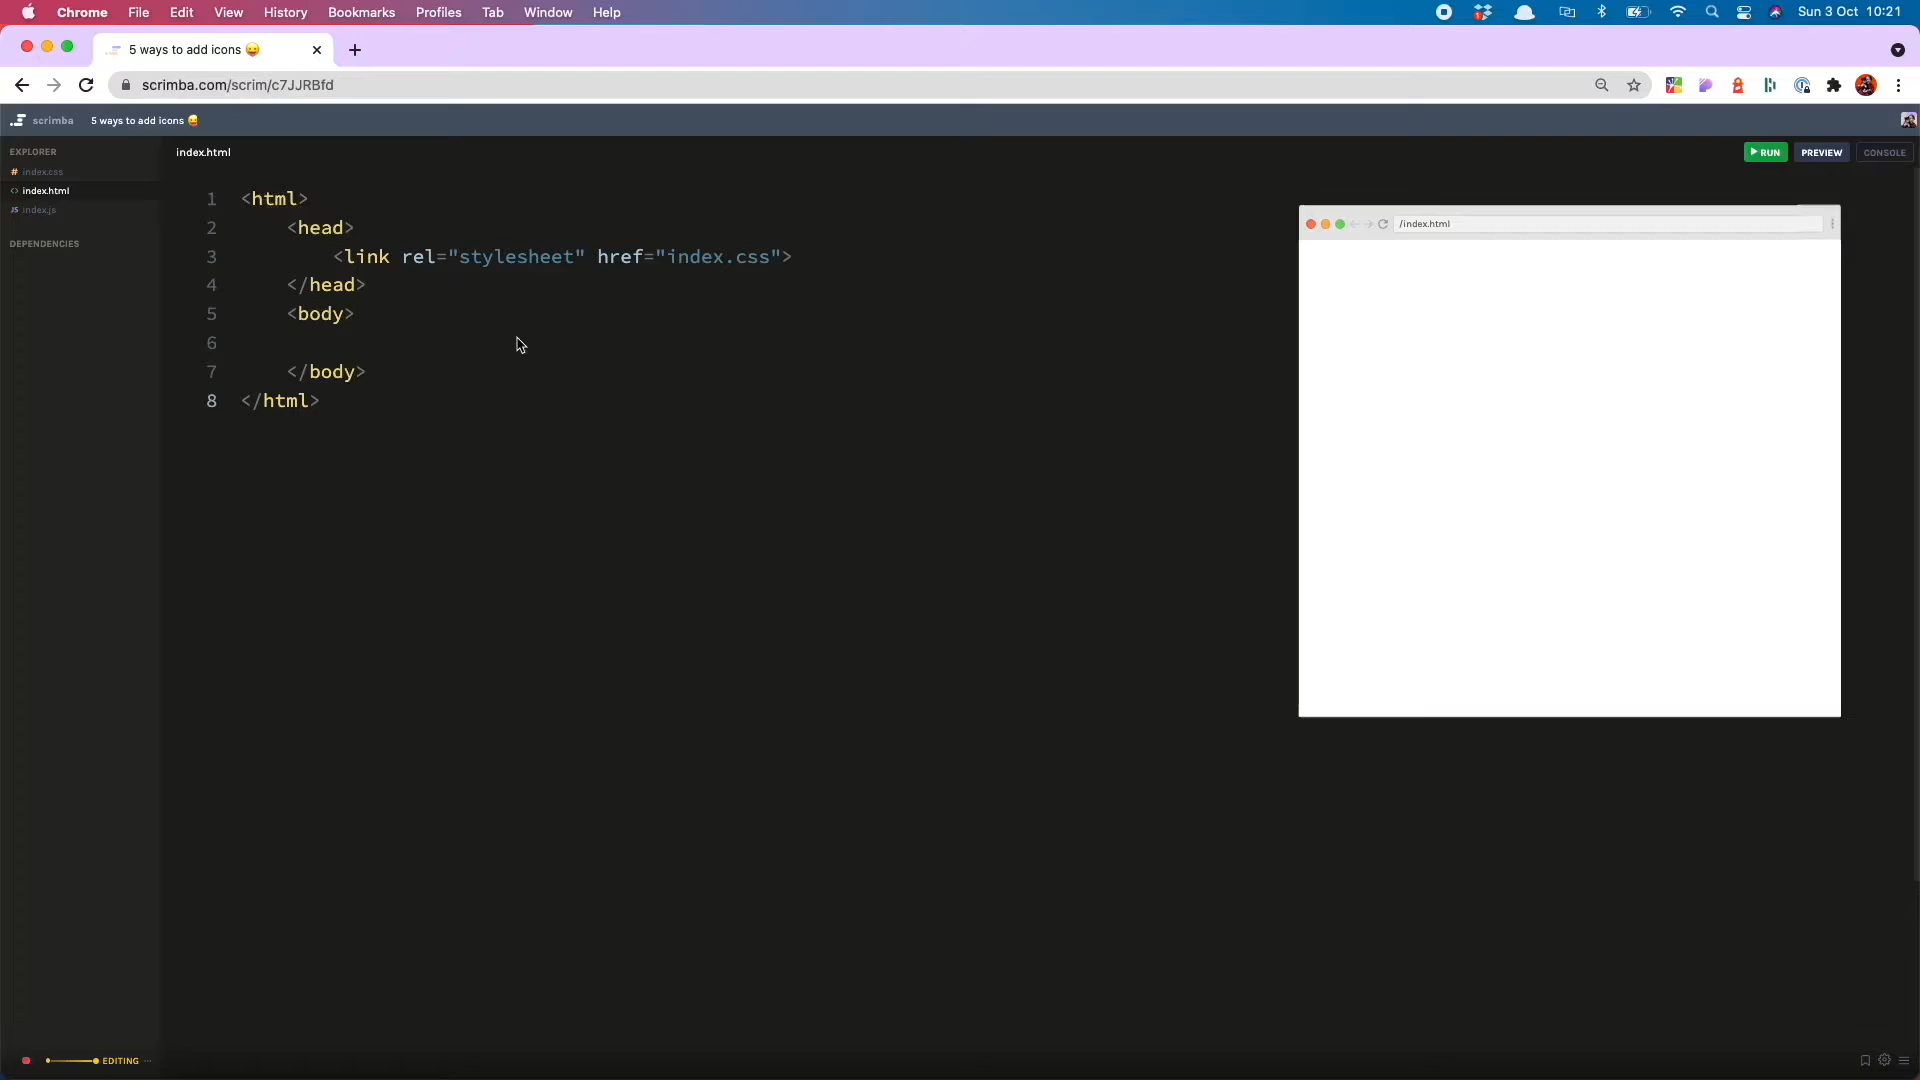 Chrome File Edit View History Bookmarks Profiles Tab Window Help Sun 3 Oct 10:21
5 ways to add icons 😛
scrimba.com/scrim/c7JJRBfd
scrimba 5 ways to add icons 😜
EXPLORER
# index.css
<> index.html
JS index.js
DEPENDENCIES
index.html
RUN PREVIEW CONSOLE
1 <html>
2 <head>
3 <link rel="stylesheet" href="index.css">
4 </head>
5 <body>
6
7 </body>
8 </html>
/index.html
EDITING ...